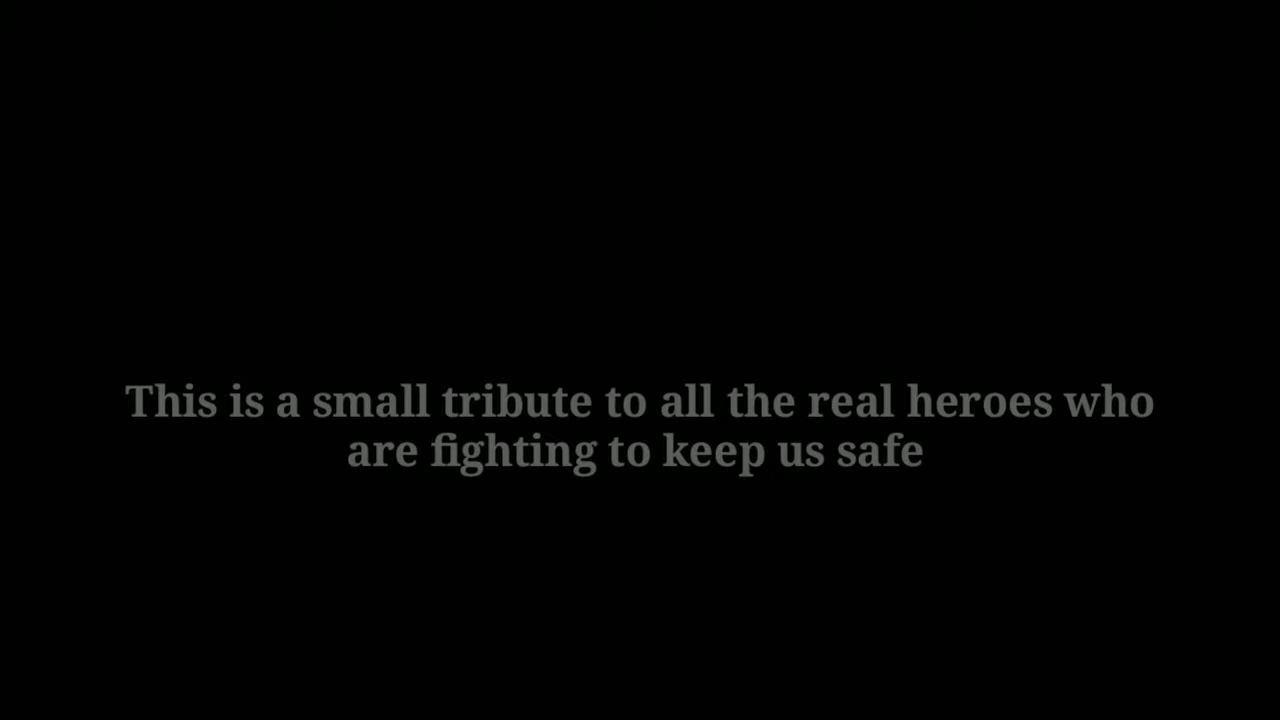 This is a small tribute to all the real heroes who
are fighting to keep us safe